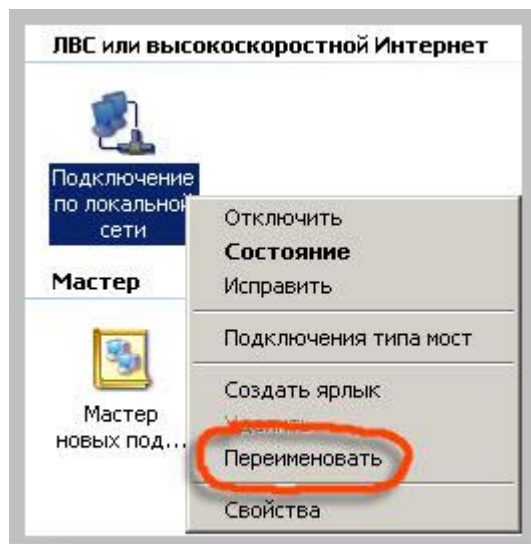 ЛВС или высокоскоростной Интернет
Подключение
по локальной
сети
Отключить
Состояние
Исправить
Подключения типа мост
Создать ярлык
Удалить
Переименовать
Свойства
Мастер
Мастер
новых под...